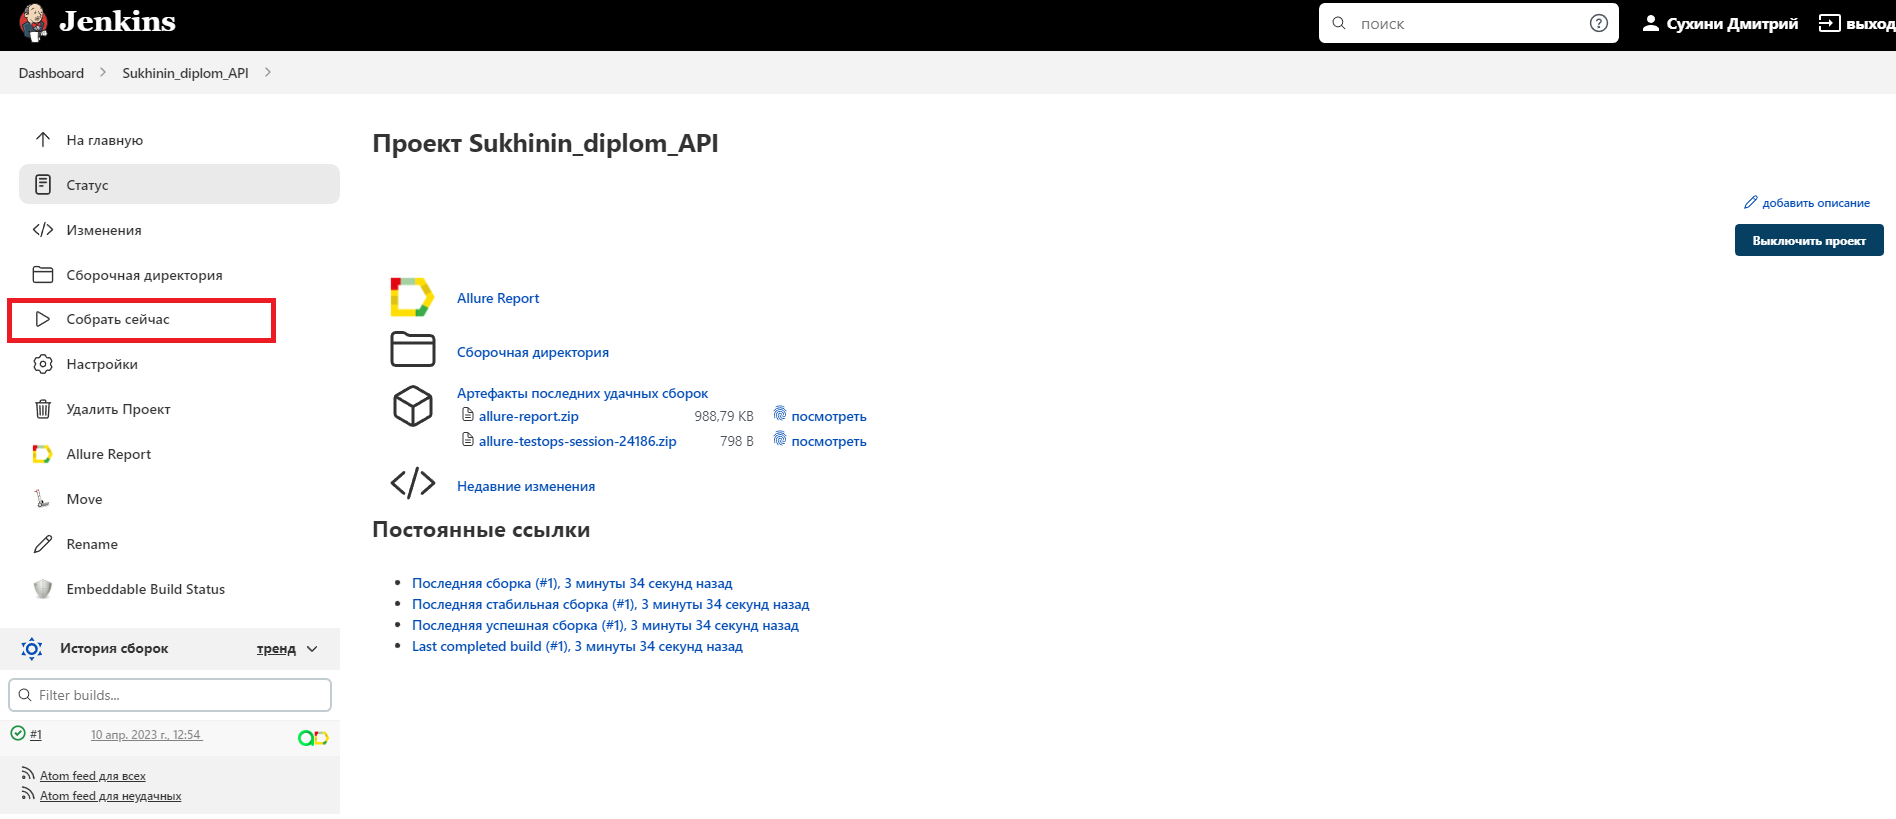 Jenkins
поиск
Сухини Дмитрий
выход
Dashboard
Sukhinin_diplom_API
На главную
Статус
Изменения
Сборочная директория
Собрать сейчас
Настройки
Удалить Проект
Allure Report
Move
Rename
Embeddable Build Status
История сборок
тренд
Filter builds...
#1
10 апр. 2023 г., 12:54
Atom feed для всех
Atom feed для неудачных
Проект Sukhinin_diplom_API
добавить описание
Выключить проект
Allure Report
Сборочная директория
Артефакты последних удачных сборок
allure-report.zip 988,79 KB посмотреть
allure-testops-session-24186.zip 798 B посмотреть
Недавние изменения
Постоянные ссылки
Последняя сборка (#1), 3 минуты 34 секунд назад
Последняя стабильная сборка (#1), 3 минуты 34 секунд назад
Последняя успешная сборка (#1), 3 минуты 34 секунд назад
Last completed build (#1), 3 минуты 34 секунд назад